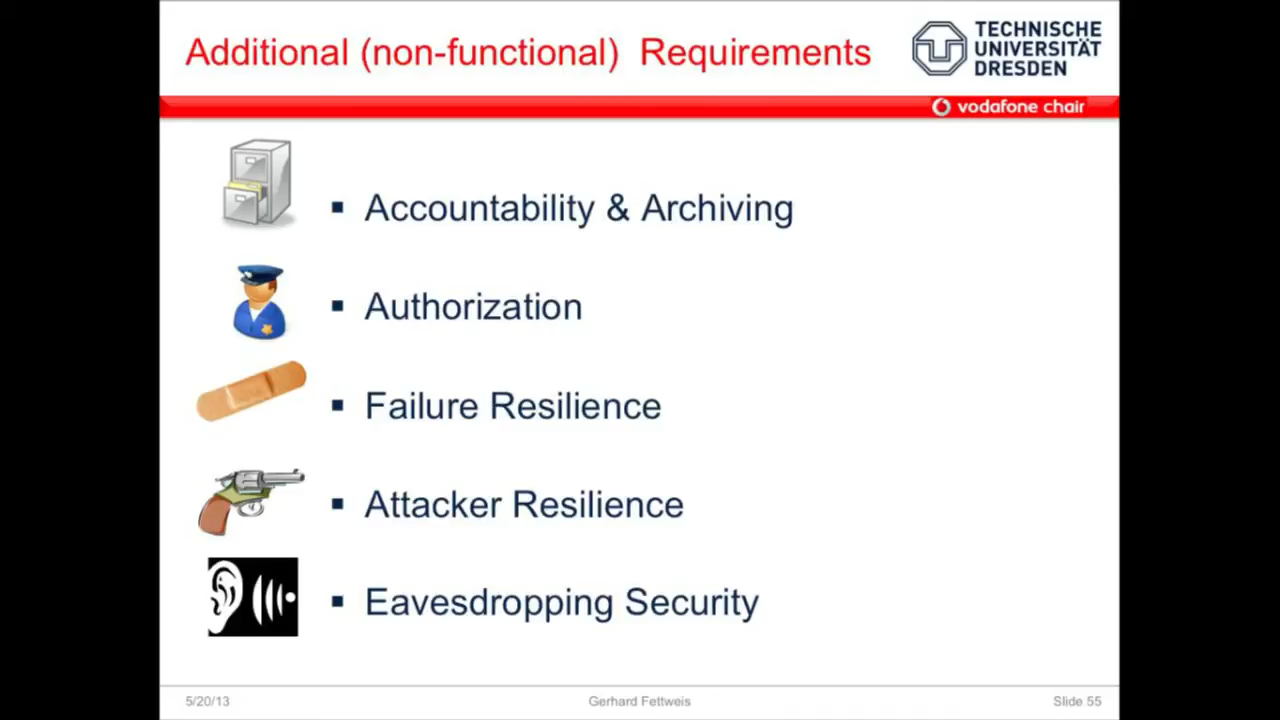 Additional (non-functional) Requirements
TECHNISCHE
UNIVERSITÄT
DRESDEN
vodafone chair
▪ Accountability & Archiving
▪ Authorization
▪ Failure Resilience
▪ Attacker Resilience
▪ Eavesdropping Security
5/20/13 Gerhard Fettweis Slide 55